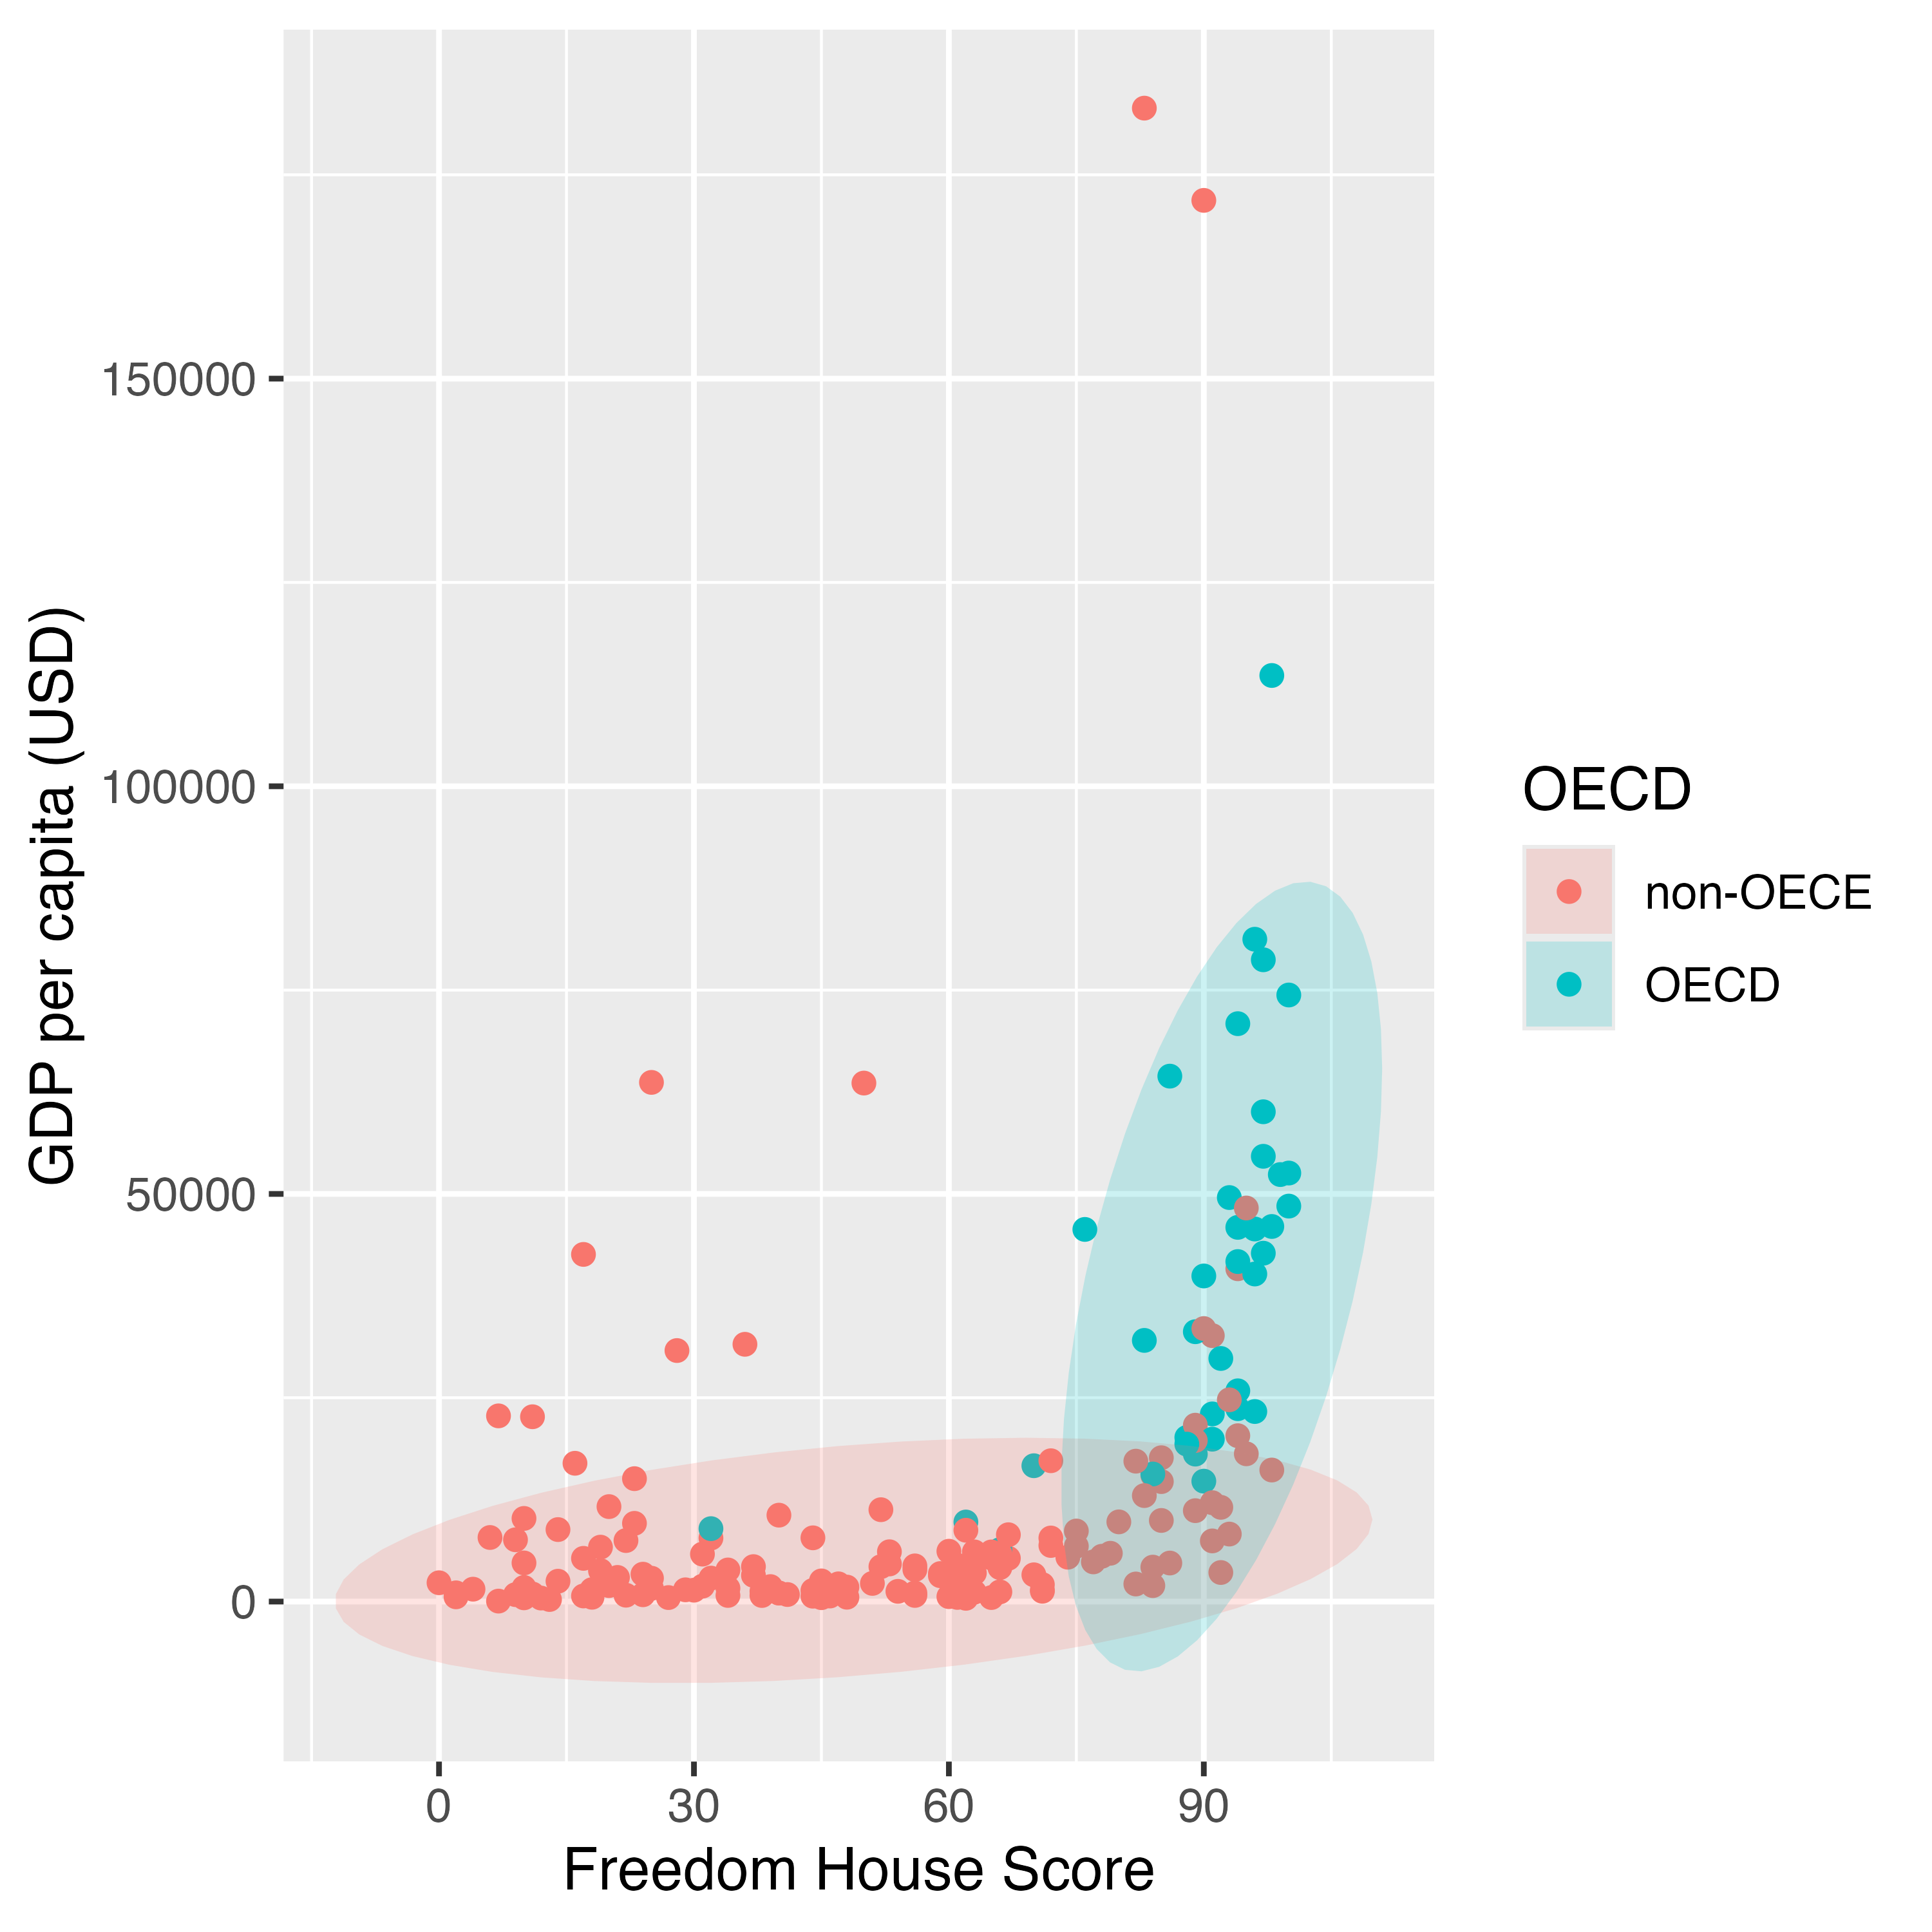 150000
100000
50000
0
GDP per capita (USD)
0 30 60 90
Freedom House Score
OECD
non-OECE
OECD